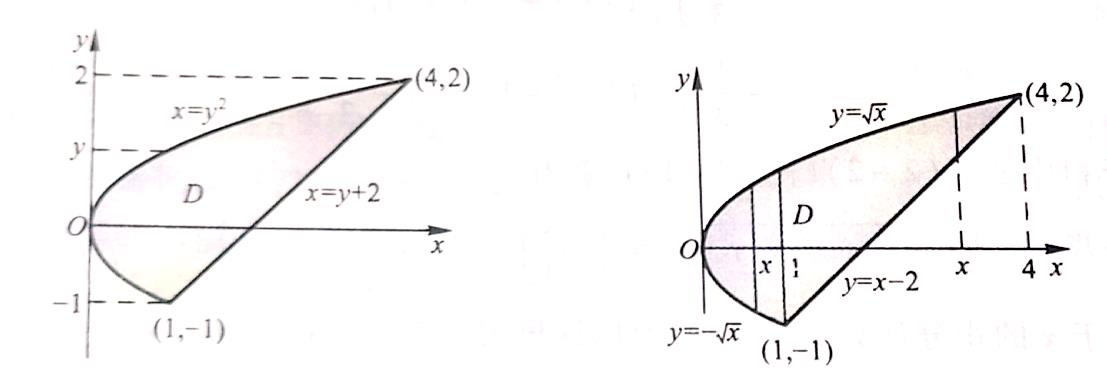 y
2
(4,2)
x=y²
y
D
x=y+2
O
x
−1
(1,−1)
y
y=√x
(4,2)
D
O
x
1
x
4
x
y=x−2
y=−√x
(1,−1)